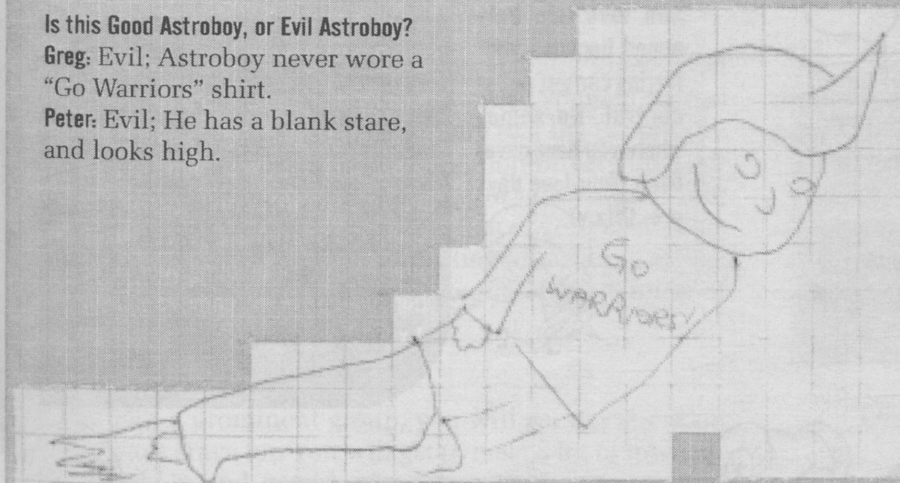 Is this Good Astroboy, or Evil Astroboy?
Greg: Evil; Astroboy never wore a
“Go Warriors” shirt.
Peter: Evil; He has a blank stare,
and looks high.
GO
WARRIORS!